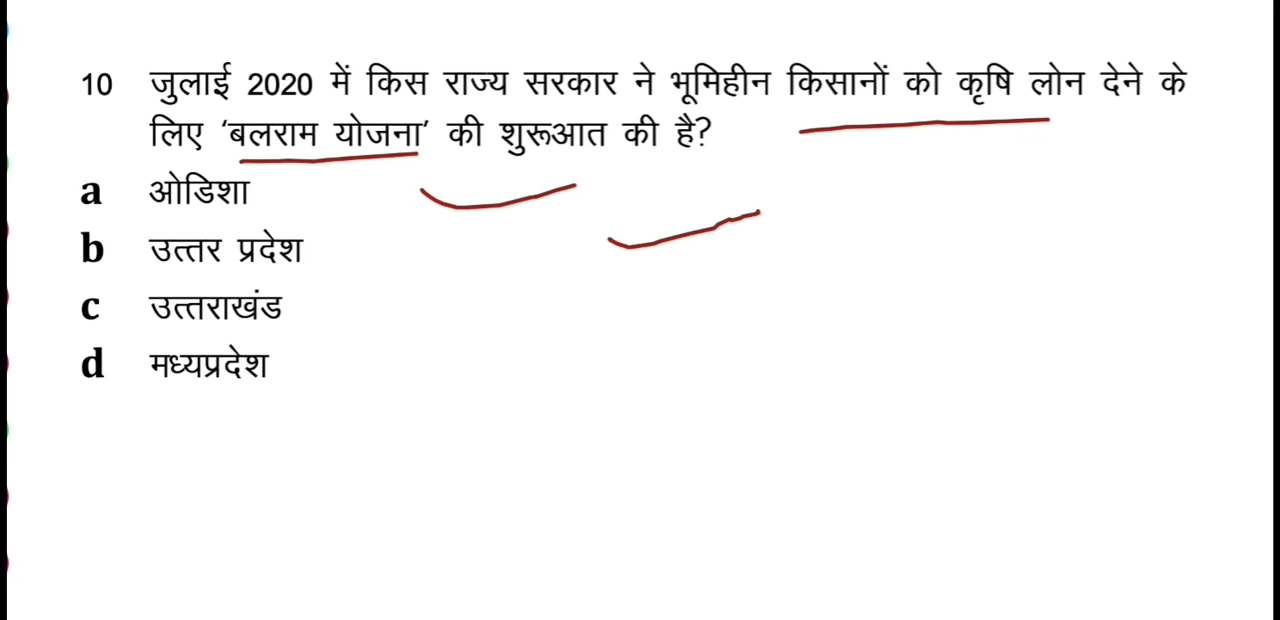 10 जुलाई 2020 में किस राज्य सरकार ने भूमिहीन किसानों को कृषि लोन देने के
लिए ‘बलराम योजना’ की शुरूआत की है?
a ओडिशा
b उत्तर प्रदेश
c उत्तराखंड
d मध्यप्रदेश